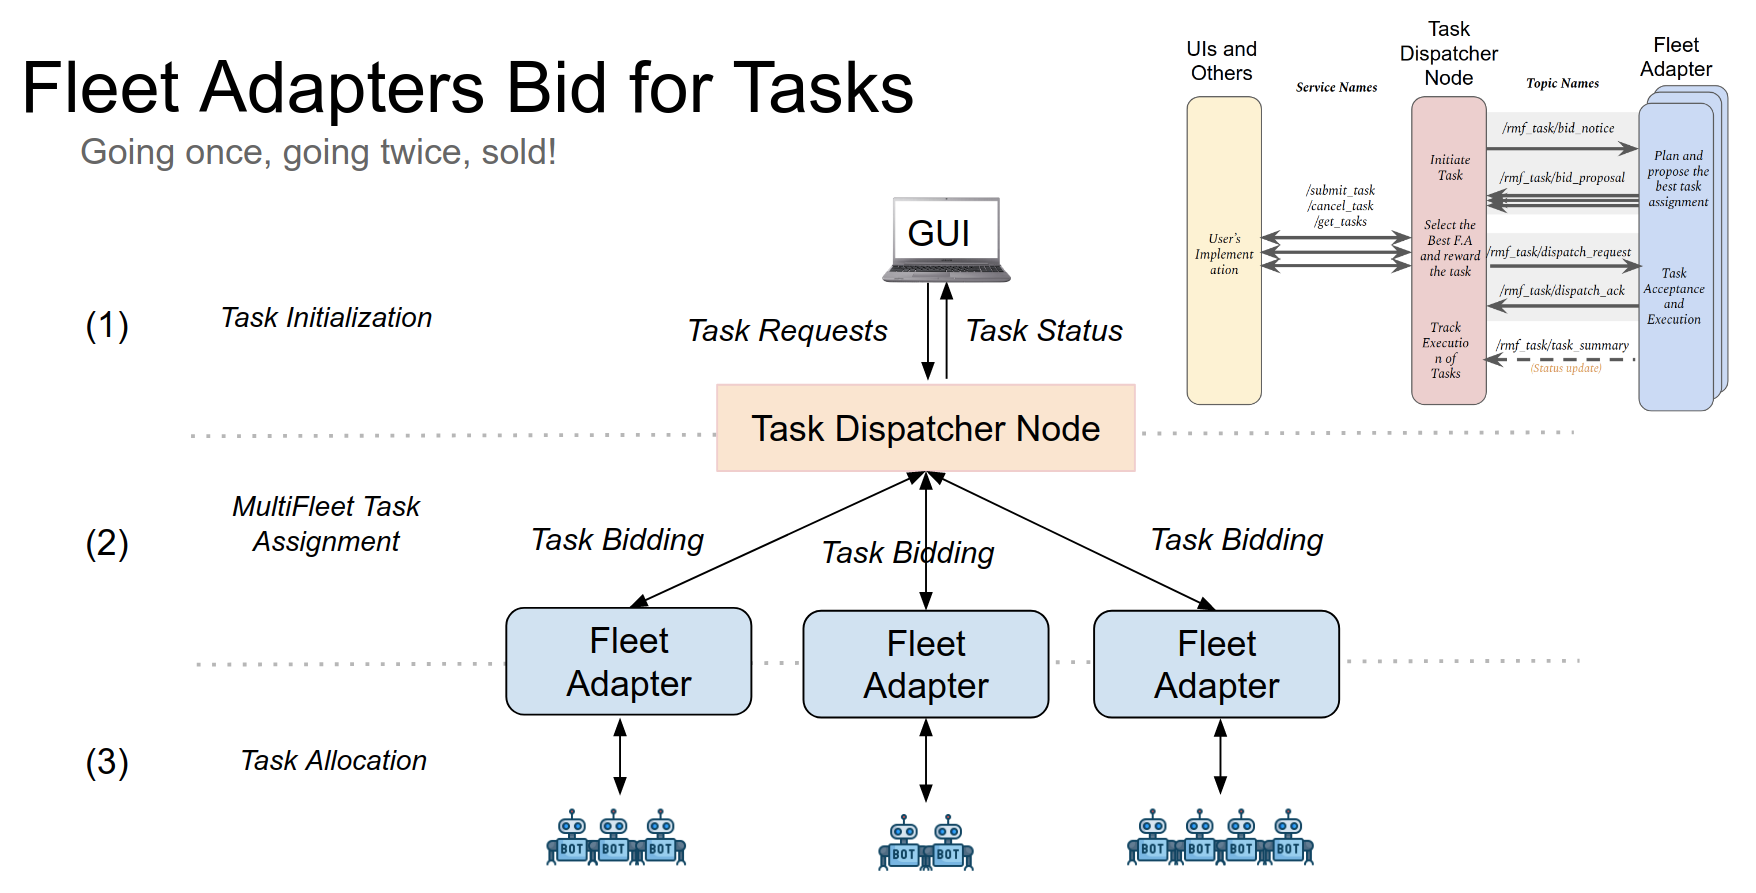 Fleet Adapters Bid for Tasks
Going once, going twice, sold!
UIs and
Others
Service Names
Task
Dispatcher
Node
Topic Names
Fleet
Adapter
/rmf_task/bid_notice
Initiate
Task
Plan and
propose the
best task
assignment
/rmf_task/bid_proposal
/submit_task
/cancel_task
/get_tasks
User's
Implement
ation
Select the
Best F.A
and reward
the task
/rmf_task/dispatch_request
Task
Acceptance
and
Execution
/rmf_task/dispatch_ack
Track
Executio
n of
Tasks
/rmf_task/task_summary
(Status update)
GUI
(1)
Task Initialization
Task Requests
Task Status
Task Dispatcher Node
(2)
MultiFleet Task
Assignment
Task Bidding
Task Bidding
Task Bidding
Fleet
Adapter
Fleet
Adapter
Fleet
Adapter
(3)
Task Allocation
BOT BOT BOT
BOT BOT
BOT BOT BOT BOT